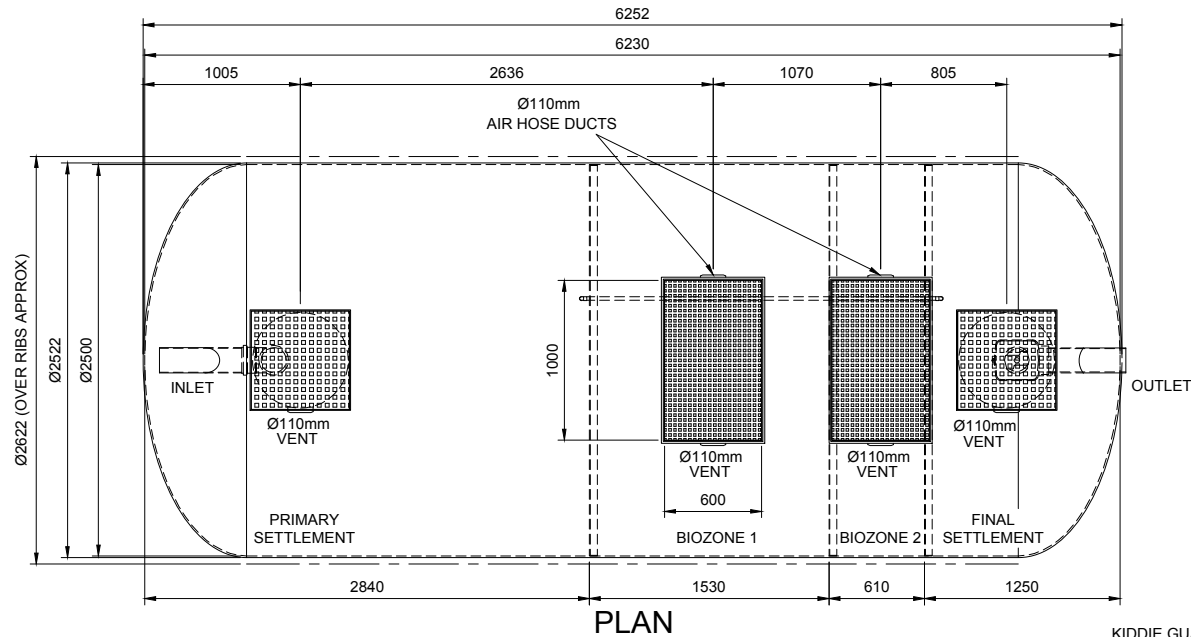 6252
6230
1005
2636
1070
805
Ø110mm
AIR HOSE DUCTS
Ø2622 (OVER RIBS APPROX)
Ø2522
Ø2500
1000
INLET
OUTLET
Ø110mm
VENT
Ø110mm
VENT
Ø110mm
VENT
Ø110mm
VENT
600
PRIMARY
SETTLEMENT
BIOZONE 1
BIOZONE 2
FINAL
SETTLEMENT
2840
1530
610
1250
PLAN
KIDDIE GU